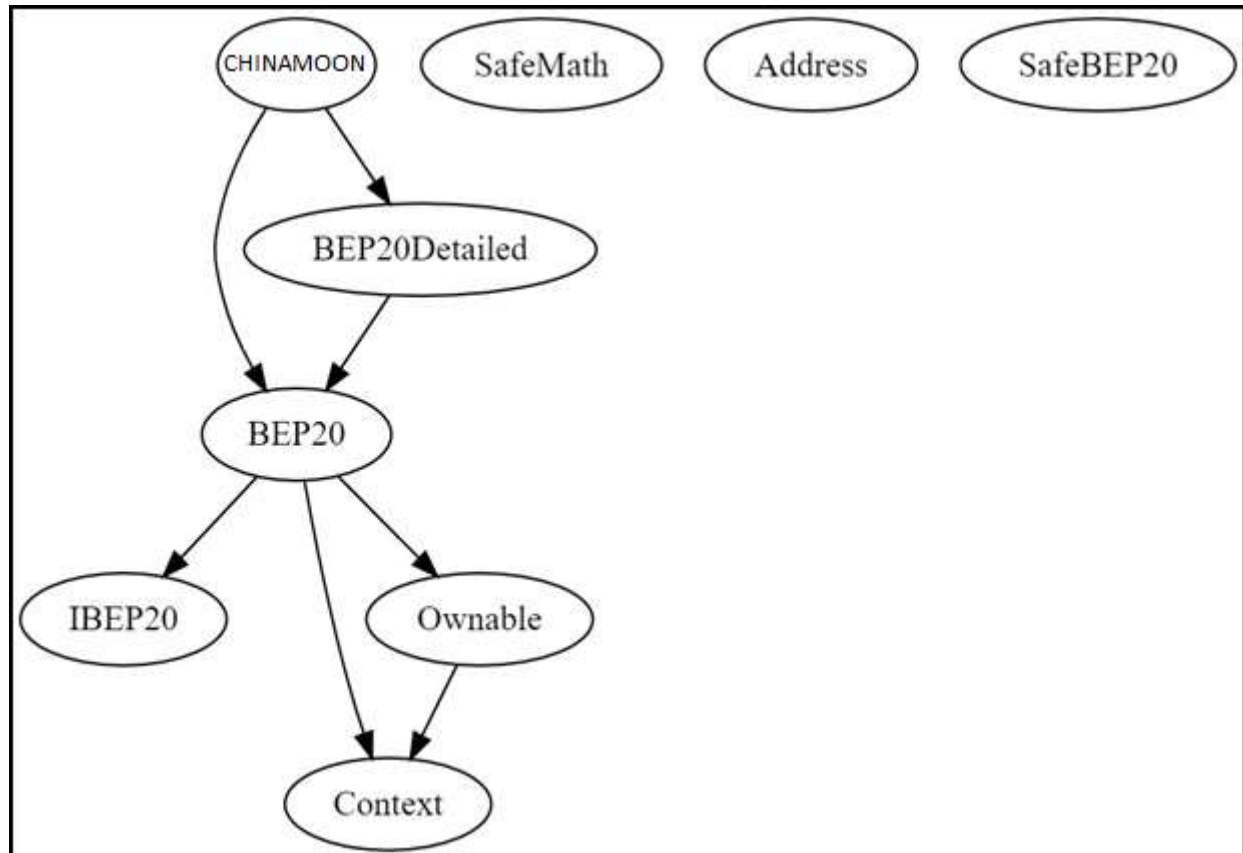 CHINAMOON
SafeMath
Address
SafeBEP20
BEP20Detailed
BEP20
IBEP20
Ownable
Context